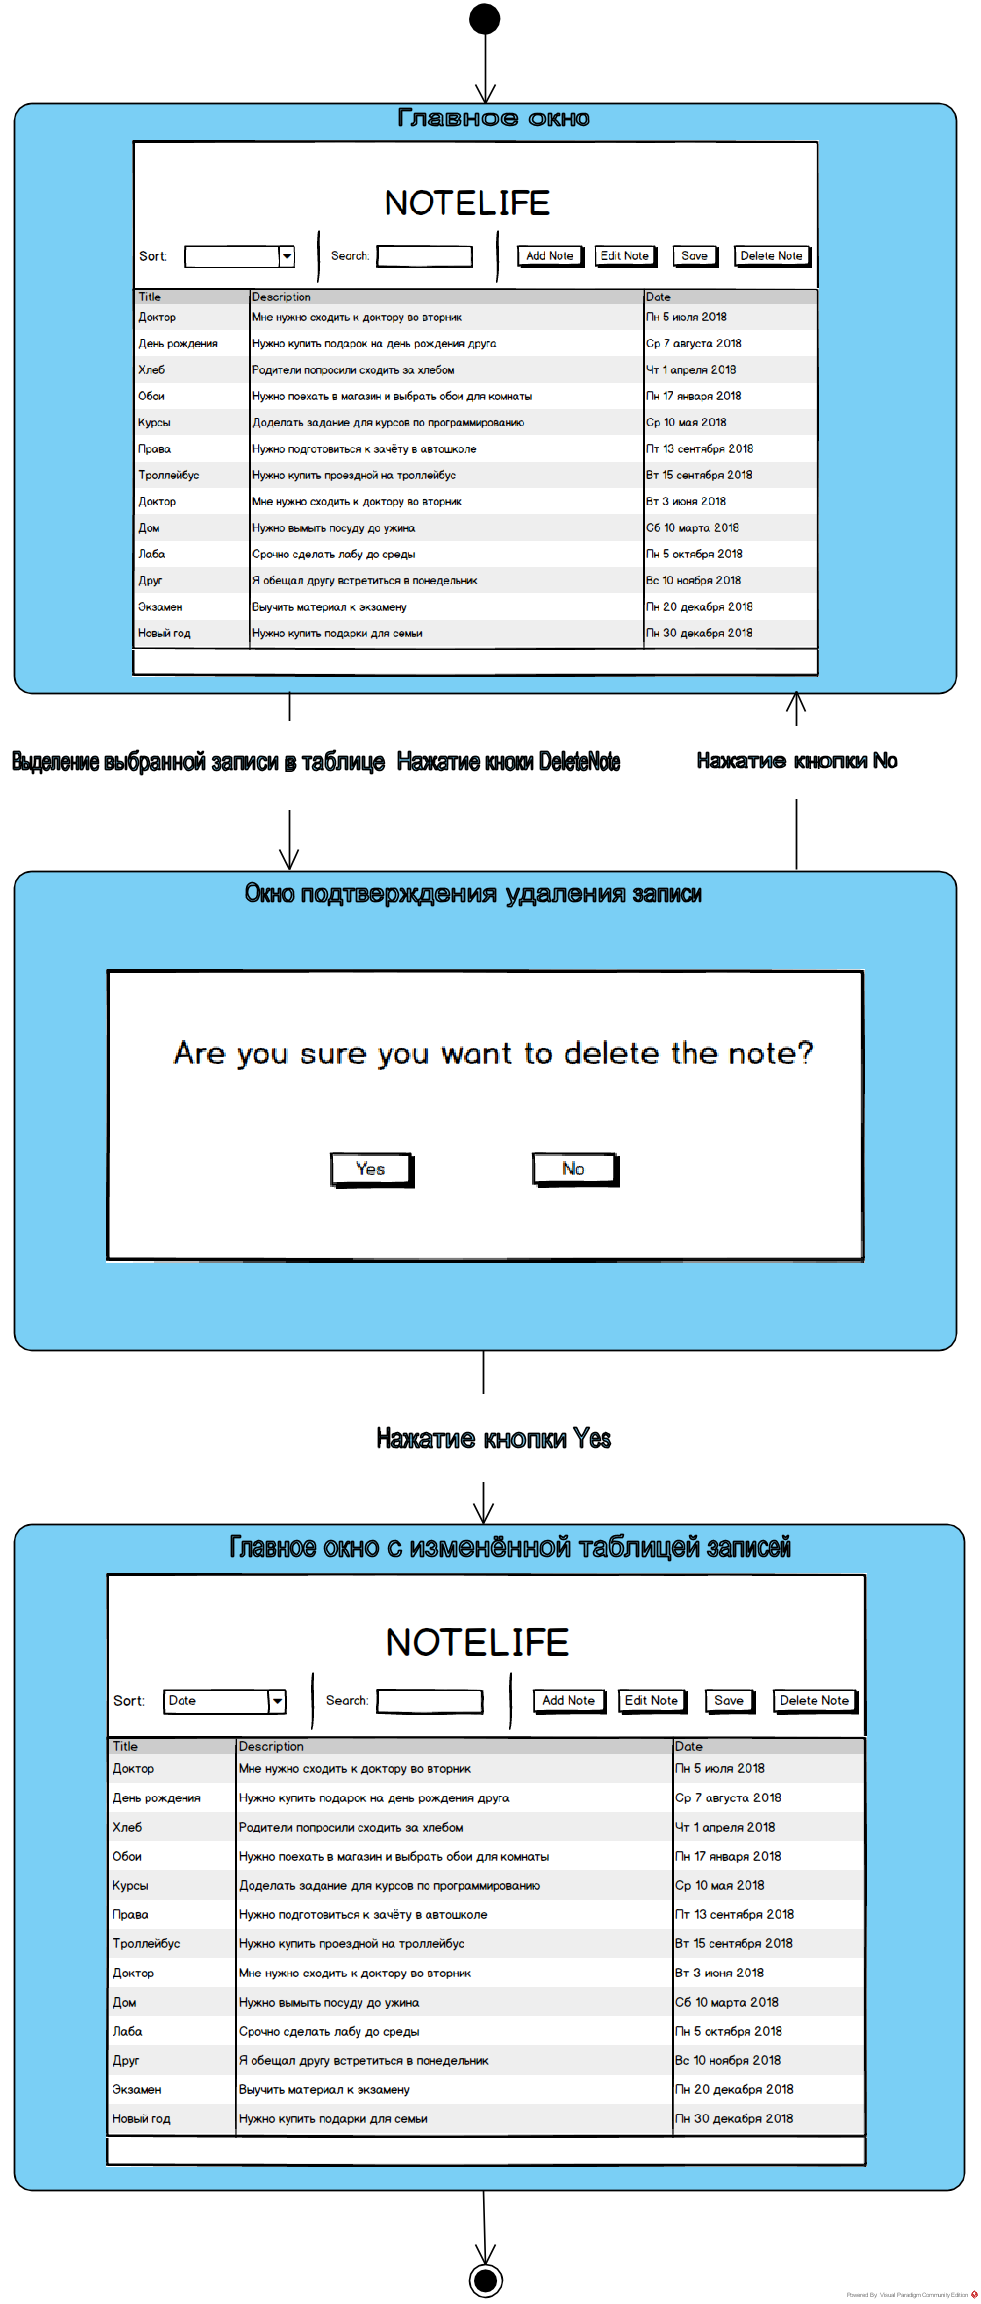 Главное окно
NOTELIFE
Sort: Search: Add Note Edit Note Save Delete Note
Title Description Date
Доктор Мне нужно сходить к доктору во вторник Пн 5 июля 2018
День рождения Нужно купить подарок на день рождения друга Ср 7 августа 2018
Хлеб Родители попросили сходить за хлебом Чт 1 апреля 2018
Обои Нужно поехать в магазин и выбрать обои для комнаты Пн 17 января 2018
Курсы Доделать задание для курсов по программированию Ср 10 мая 2018
Права Нужно подготовиться к зачёту в автошколе Пт 13 сентября 2018
Троллейбус Нужно купить проездной на троллейбус Вт 15 сентября 2018
Доктор Мне нужно сходить к доктору во вторник Вт 3 июня 2018
Дом Нужно вымыть посуду до ужина Сб 10 марта 2018
Лаба Срочно сделать лабу до среды Пн 5 октября 2018
Друг Я обещал другу встретиться в понедельник Вс 10 ноября 2018
Экзамен Выучить материал к экзамену Пн 20 декабря 2018
Новый год Нужно купить подарки для семьи Пн 30 декабря 2018
Выделение выбранной записи в таблице Нажатие кноки DeleteNote Нажатие кнопки No
Окно подтверждения удаления записи
Are you sure you want to delete the note?
Yes No
Нажатие кнопки Yes
Главное окно с изменённой таблицей записей
NOTELIFE
Sort: Date Search: Add Note Edit Note Save Delete Note
Title Description Date
Доктор Мне нужно сходить к доктору во вторник Пн 5 июля 2018
День рождения Нужно купить подарок на день рождения друга Ср 7 августа 2018
Хлеб Родители попросили сходить за хлебом Чт 1 апреля 2018
Обои Нужно поехать в магазин и выбрать обои для комнаты Пн 17 января 2018
Курсы Доделать задание для курсов по программированию Ср 10 мая 2018
Права Нужно подготовиться к зачёту в автошколе Пт 13 сентября 2018
Троллейбус Нужно купить проездной на троллейбус Вт 15 сентября 2018
Доктор Мне нужно сходить к доктору во вторник Вт 3 июня 2018
Дом Нужно вымыть посуду до ужина Сб 10 марта 2018
Лаба Срочно сделать лабу до среды Пн 5 октября 2018
Друг Я обещал другу встретиться в понедельник Вс 10 ноября 2018
Экзамен Выучить материал к экзамену Пн 20 декабря 2018
Новый год Нужно купить подарки для семьи Пн 30 декабря 2018
Powered By: Visual Paradigm Community Edition